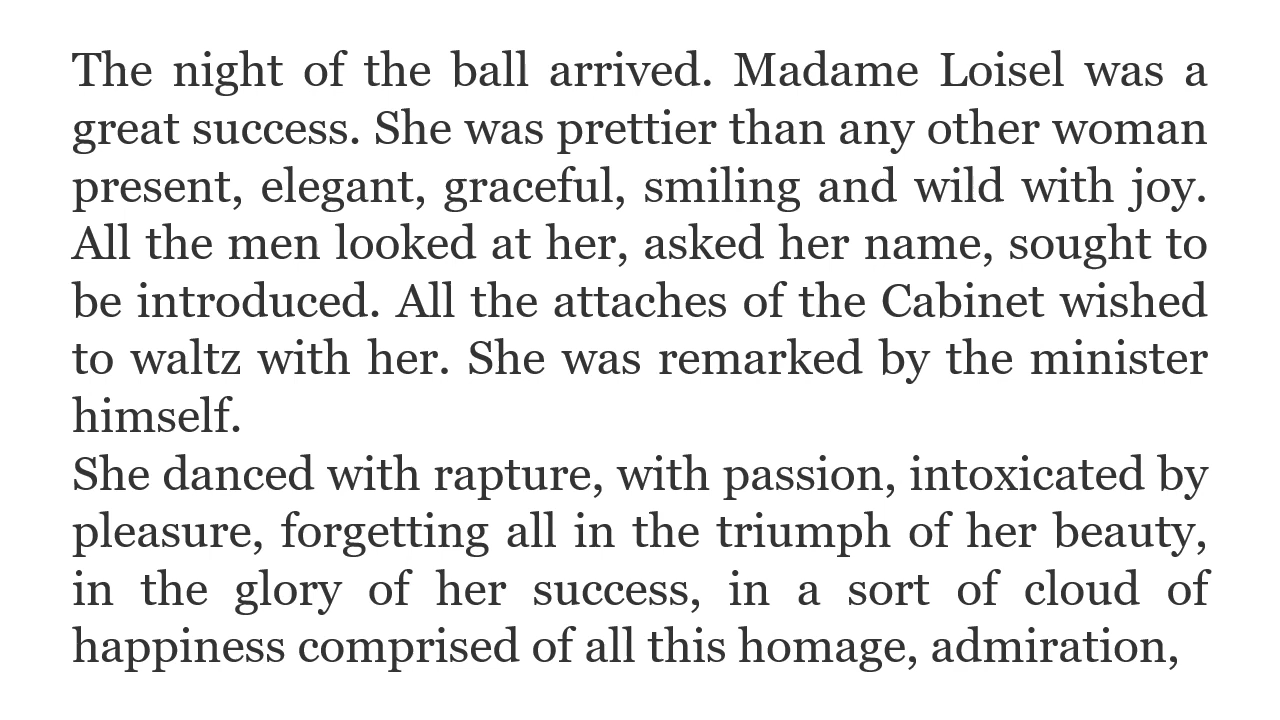 The night of the ball arrived. Madame Loisel was a
great success. She was prettier than any other woman
present, elegant, graceful, smiling and wild with joy.
All the men looked at her, asked her name, sought to
be introduced. All the attaches of the Cabinet wished
to waltz with her. She was remarked by the minister
himself.
She danced with rapture, with passion, intoxicated by
pleasure, forgetting all in the triumph of her beauty,
in the glory of her success, in a sort of cloud of
happiness comprised of all this homage, admiration,